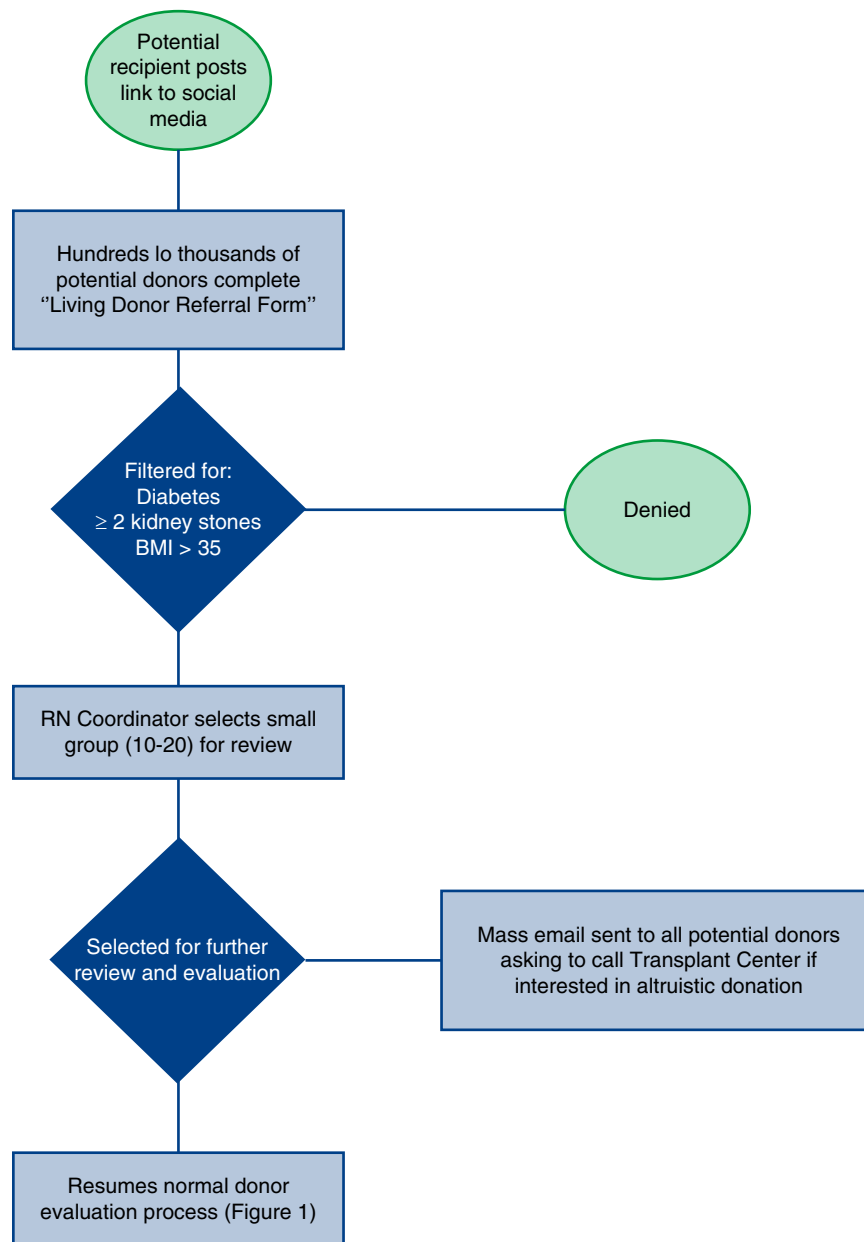 Potential
recipient posts
link to social
media
Hundreds lo thousands of
potential donors complete
‘’Living Donor Referral Form’’
Filtered for:
Diabetes
≥ 2 kidney stones
BMI > 35
Denied
RN Coordinator selects small
group (10-20) for review
Selected for further
review and evaluation
Mass email sent to all potential donors
asking to call Transplant Center if
interested in altruistic donation
Resumes normal donor
evaluation process (Figure 1)